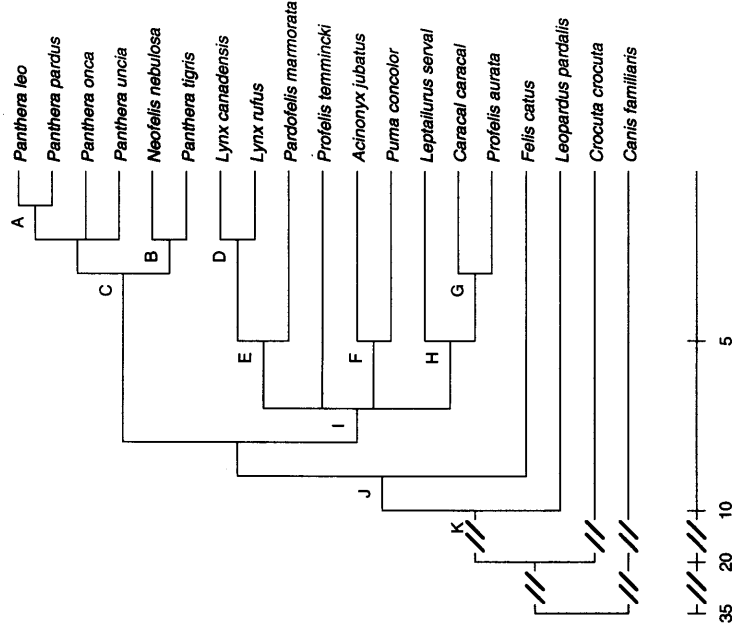 Panthera leo
Panthera pardus
Panthera onca
Panthera uncia
Neofelis nebulosa
Panthera tigris
Lynx canadensis
Lynx rufus
Pardofelis marmorata
Profelis temmincki
Acinonyx jubatus
Puma concolor
Leptailurus serval
Caracal caracal
Profelis aurata
Felis catus
Leopardus pardalis
Crocuta crocuta
Canis familiaris
A
B
C
D
E
F
G
H
I
J
K
5
10
20
35